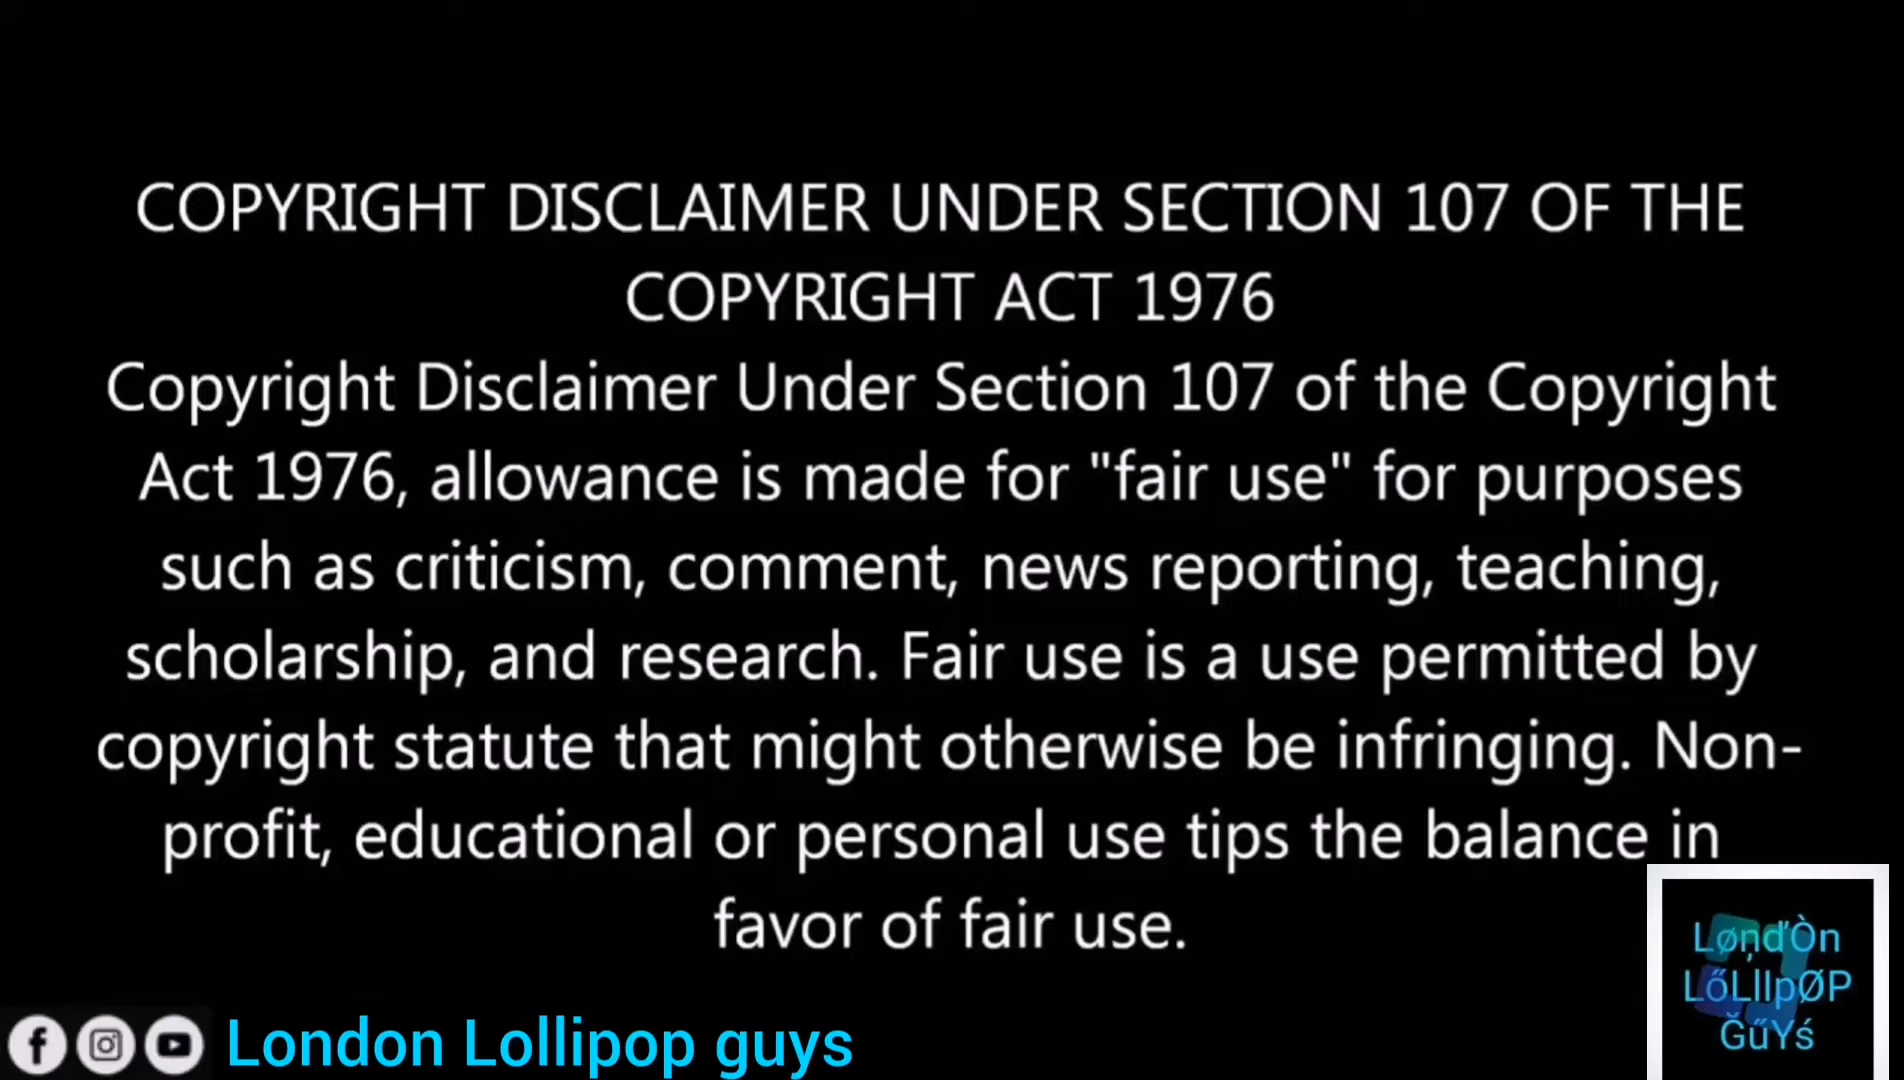 COPYRIGHT DISCLAIMER UNDER SECTION 107 OF THE
COPYRIGHT ACT 1976
Copyright Disclaimer Under Section 107 of the Copyright
Act 1976, allowance is made for "fair use" for purposes
such as criticism, comment, news reporting, teaching,
scholarship, and research. Fair use is a use permitted by
copyright statute that might otherwise be infringing. Non-
profit, educational or personal use tips the balance in
favor of fair use.
London Lollipop guys
LøņďÒn
LőLlIpØP
ĞűYś